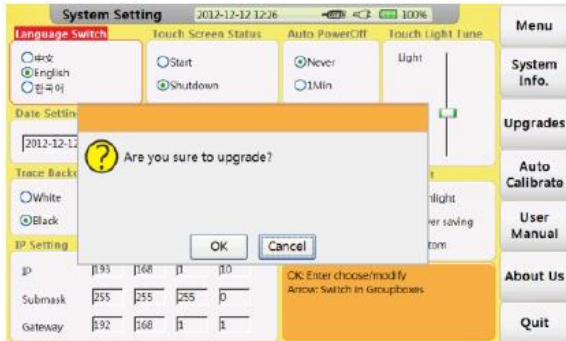 System Setting 2012-12-12 12:26 100%
Language Switch Touch Screen Status Auto PowerOff Touch Light Tune
中文
English
한국어
Start
Shutdown
Never
1Min
Light
Date Settin
2012-12-12
Are you sure to upgrade?
OK Cancel
Trace Backg
White
Black
nlight
er saving
tom
IP Setting
IP 193 168 1 10
Submask 255 255 255 0
Gateway 192 168 1 1
OK: Enter choose/modify
Arrow: Switch in Groupboxes
Menu
System
Info.
Upgrades
Auto
Calibrate
User
Manual
About Us
Quit